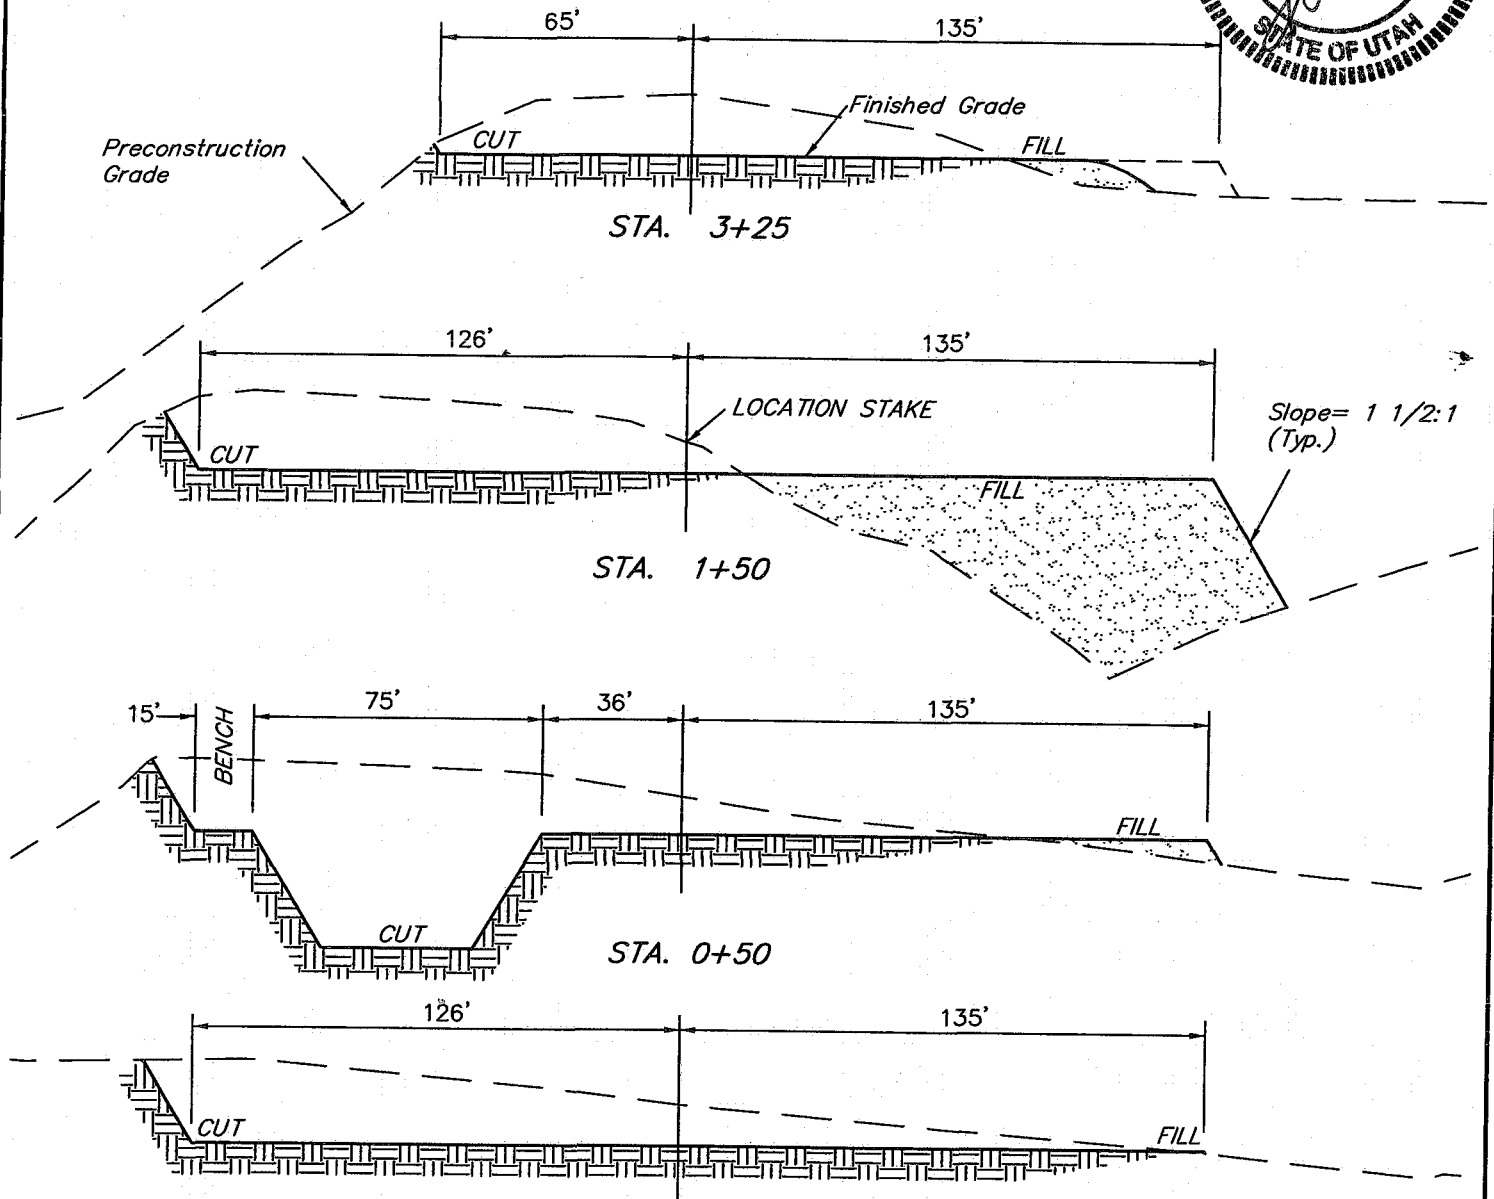 STATE OF UTAH
65'
135'
Finished Grade
Preconstruction
Grade
CUT
FILL
STA. 3+25
126'
135'
LOCATION STAKE
Slope= 1 1/2:1
(Typ.)
CUT
FILL
STA. 1+50
15'
BENCH
75'
36'
135'
FILL
CUT
STA. 0+50
126'
135'
CUT
FILL